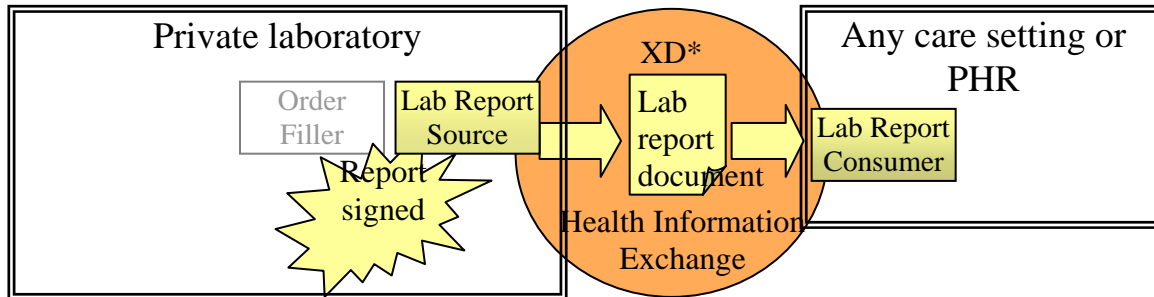 Private laboratory
Order
Filler
Lab Report
Source
Report
signed
XD*
Lab
report
document
Health Information
Exchange
Any care setting or
PHR
Lab Report
Consumer